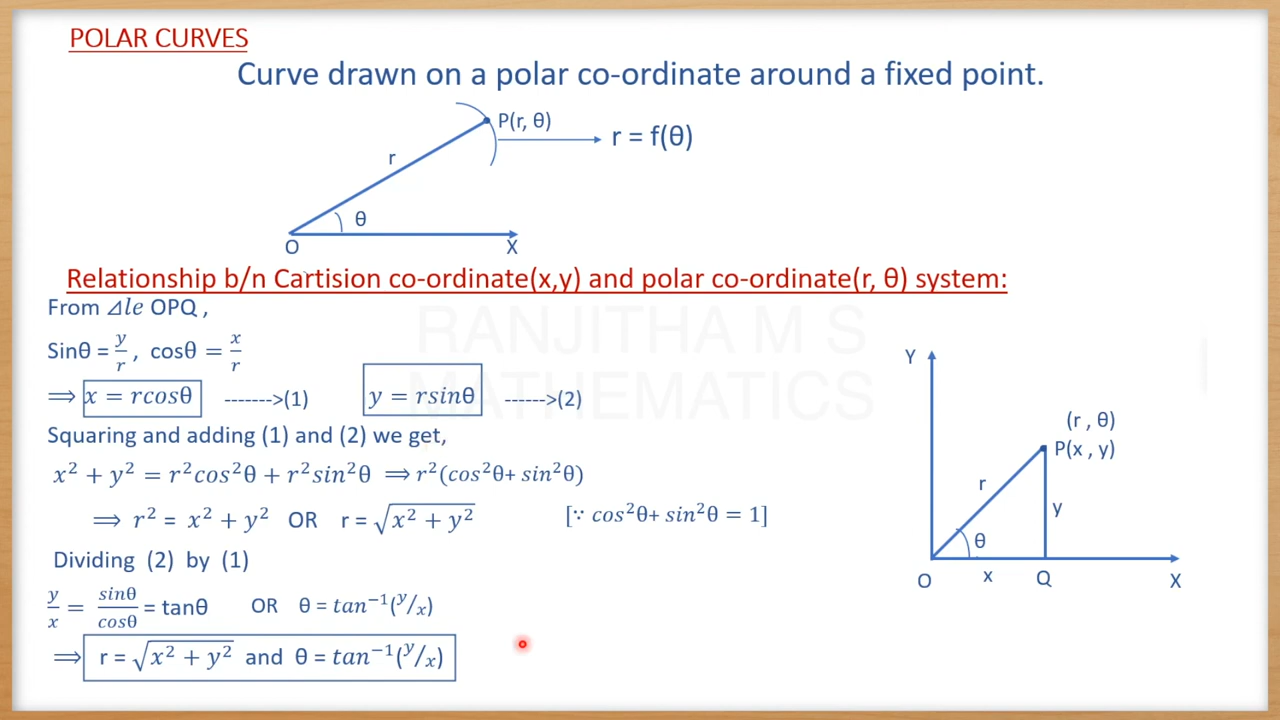 POLAR CURVES
Curve drawn on a polar co-ordinate around a fixed point.
P(r, θ)
r = f(θ)
r
θ
O
X
Relationship b/n Cartision co-ordinate(x,y) and polar co-ordinate(r, θ) system:
From ⊿le OPQ ,
Sinθ = y/r , cosθ = x/r
⟹ x = rcosθ ------->(1) y = rsinθ ------>(2)
Squaring and adding (1) and (2) we get,
x² + y² = r²cos²θ + r²sin²θ ⟹ r²(cos²θ+ sin²θ)
⟹ r² = x² + y² OR r = √(x² + y²) [∵ cos²θ+ sin²θ = 1]
Dividing (2) by (1)
y/x = sinθ/cosθ = tanθ OR θ = tan⁻¹(y/x)
⟹ r = √(x² + y²) and θ = tan⁻¹(y/x)
RANJITHA M S
MATHEMATICS
Y
(r , θ)
P(x , y)
r
y
θ
O
x
Q
X